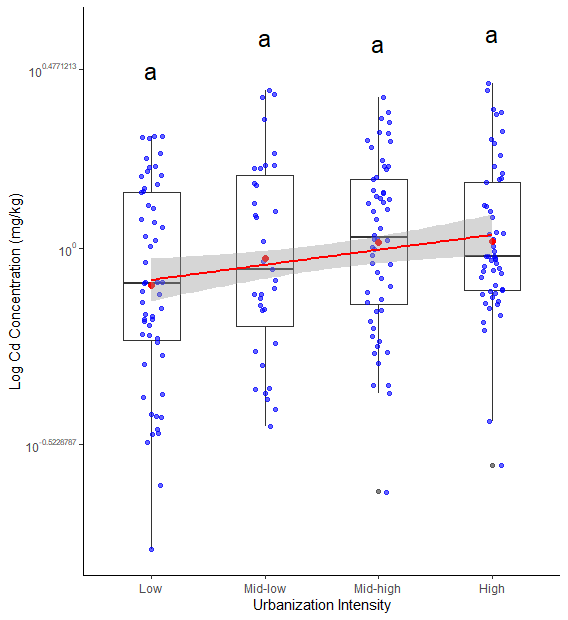 a a a a
10^0.4771213
10^0
10^-0.5228787
Log Cd Concentration (mg/kg)
Low Mid-low Mid-high High
Urbanization Intensity